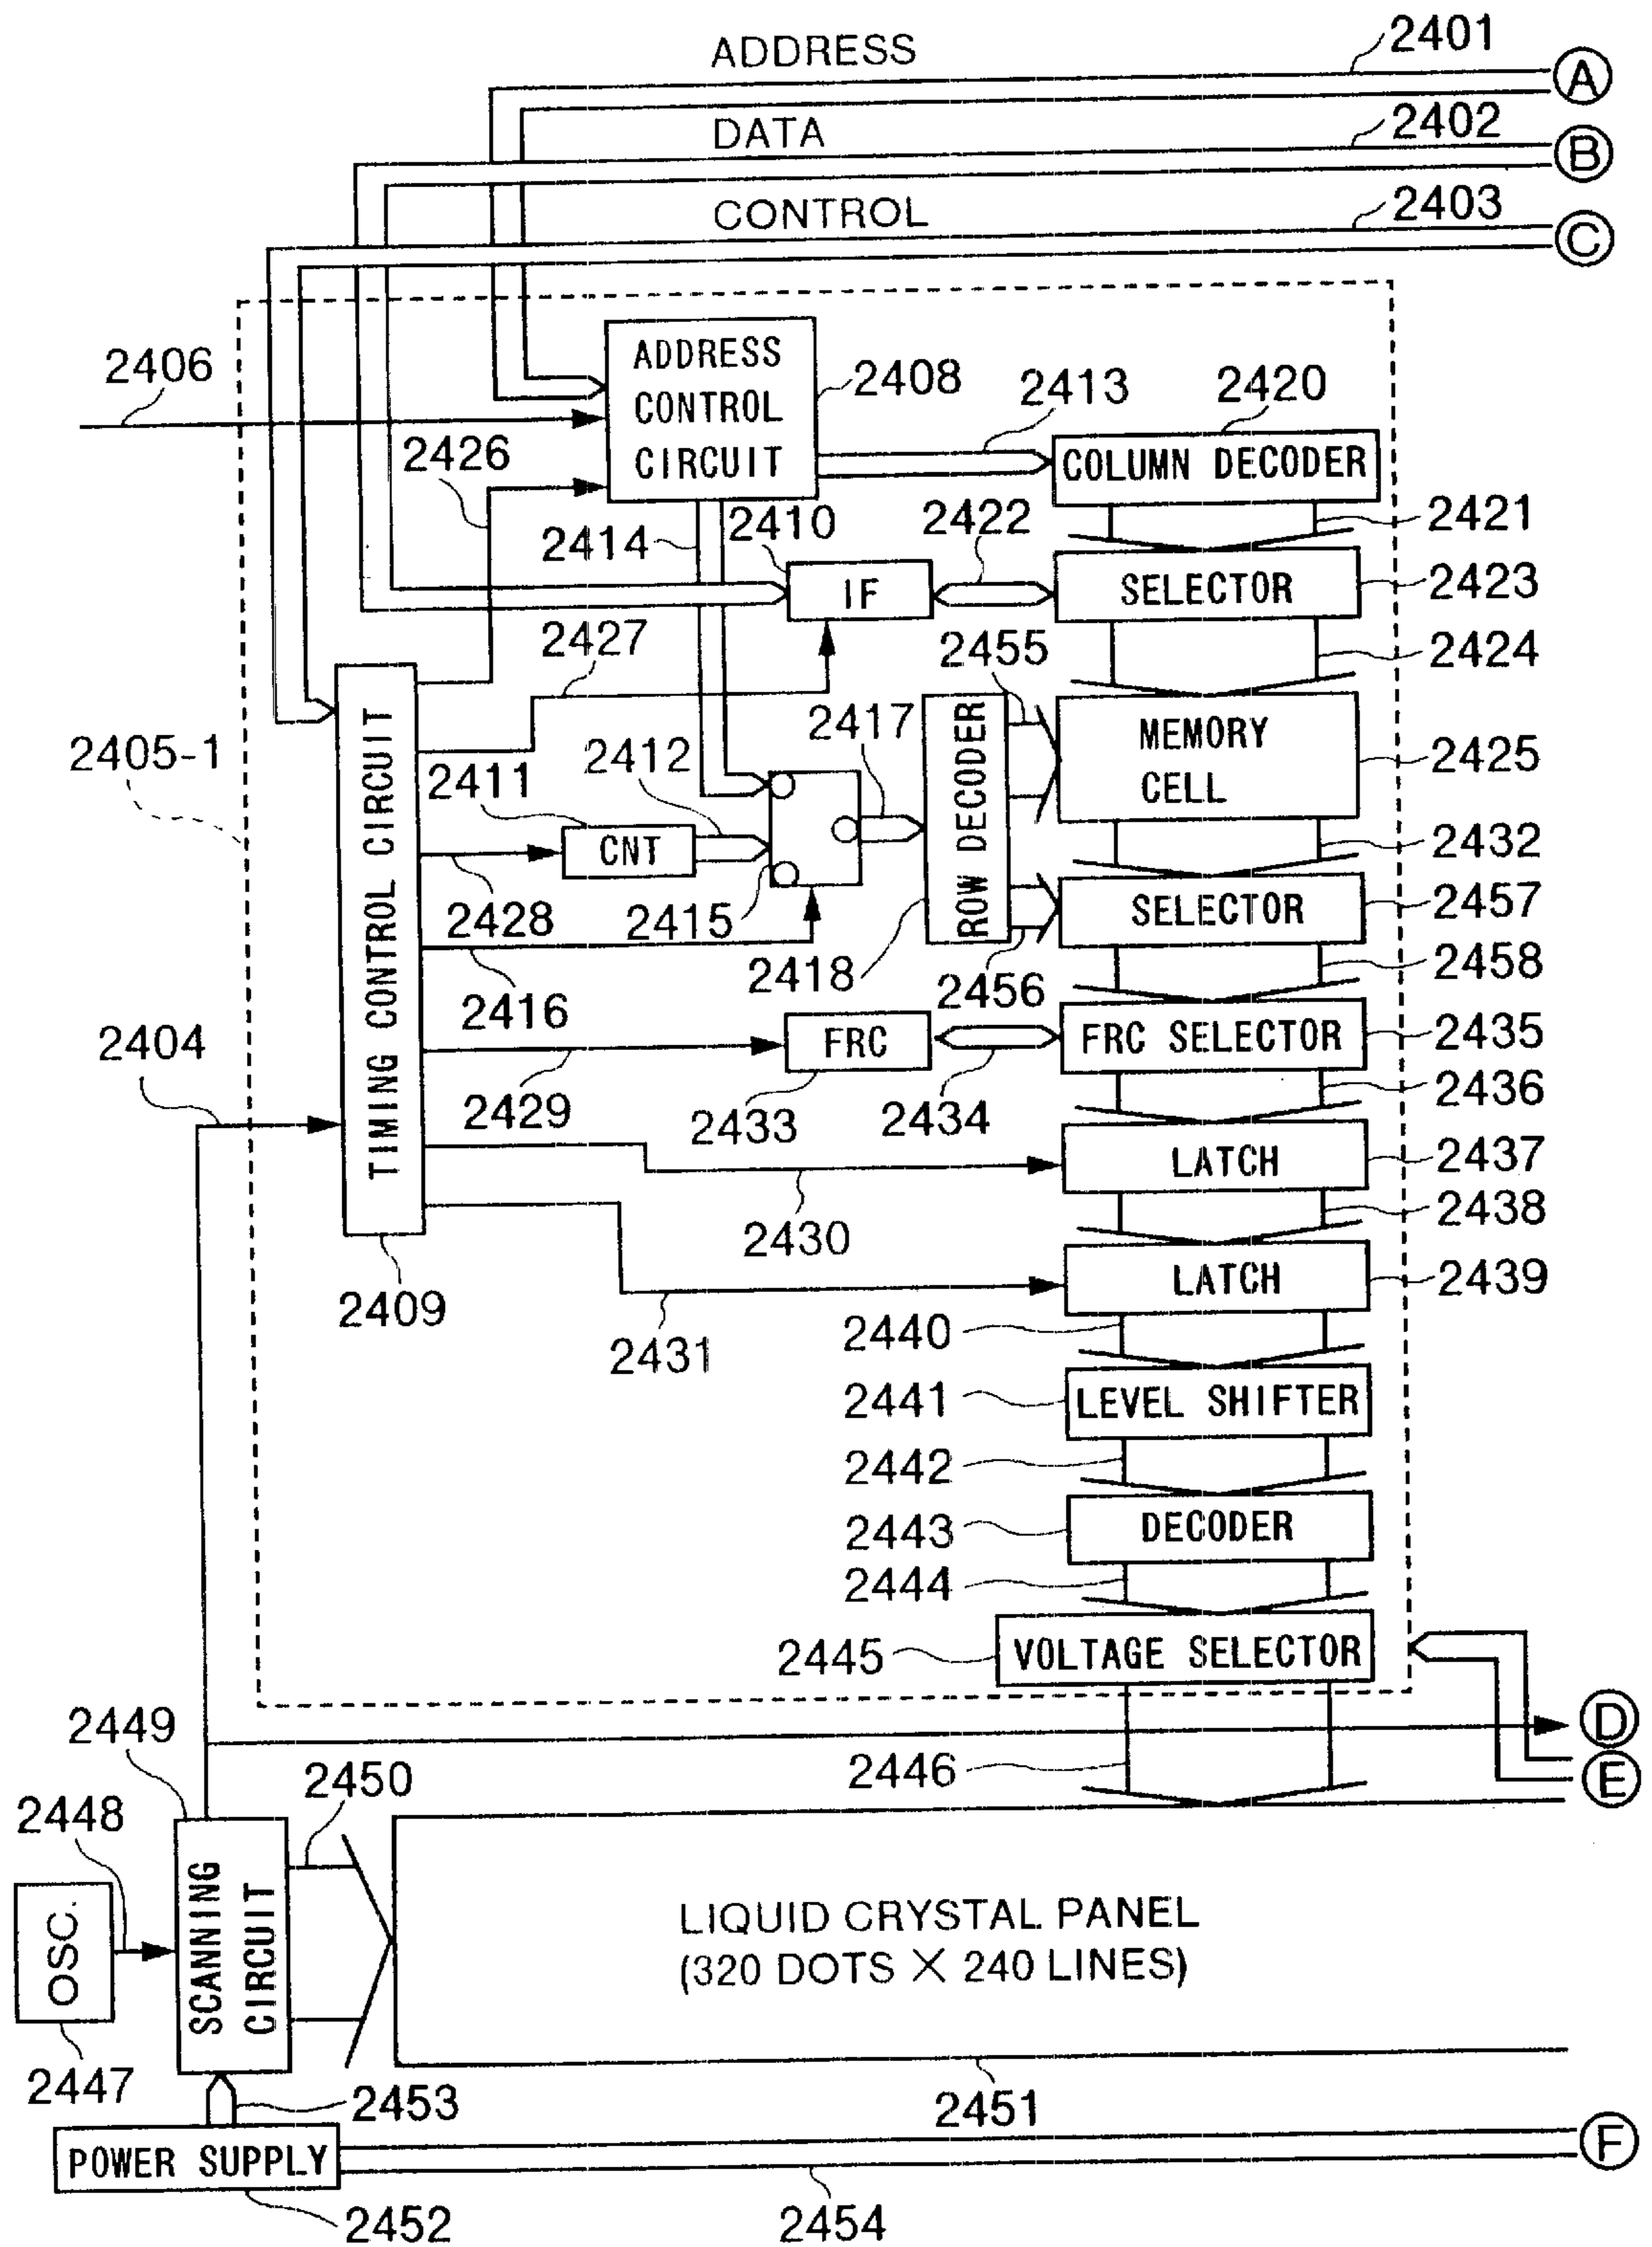 ADDRESS
2401
A
DATA
2402
B
CONTROL
2403
C
2406
ADDRESS
CONTROL
CIRCUIT
2408
2413
2420
2426
COLUMN DECODER
2414
2410
2422
2421
IF
SELECTOR
2423
2427
2455
2424
2405-1
2411
2412
2417
MEMORY
CELL
2425
TIMING CONTROL CIRCUIT
CNT
ROW DECODER
2432
2428
2415
2418
SELECTOR
2457
2416
2456
2458
2404
FRC
FRC SELECTOR
2435
2429
2433
2434
2436
LATCH
2437
2430
2438
2409
LATCH
2439
2431
2440
2441
LEVEL SHIFTER
2442
2443
DECODER
2444
2445
VOLTAGE SELECTOR
2449
D
2450
2446
E
2448
OSC.
SCANNING
CIRCUIT
LIQUID CRYSTAL PANEL
(320 DOTS X 240 LINES)
2447
2453
2451
POWER SUPPLY
F
2452
2454